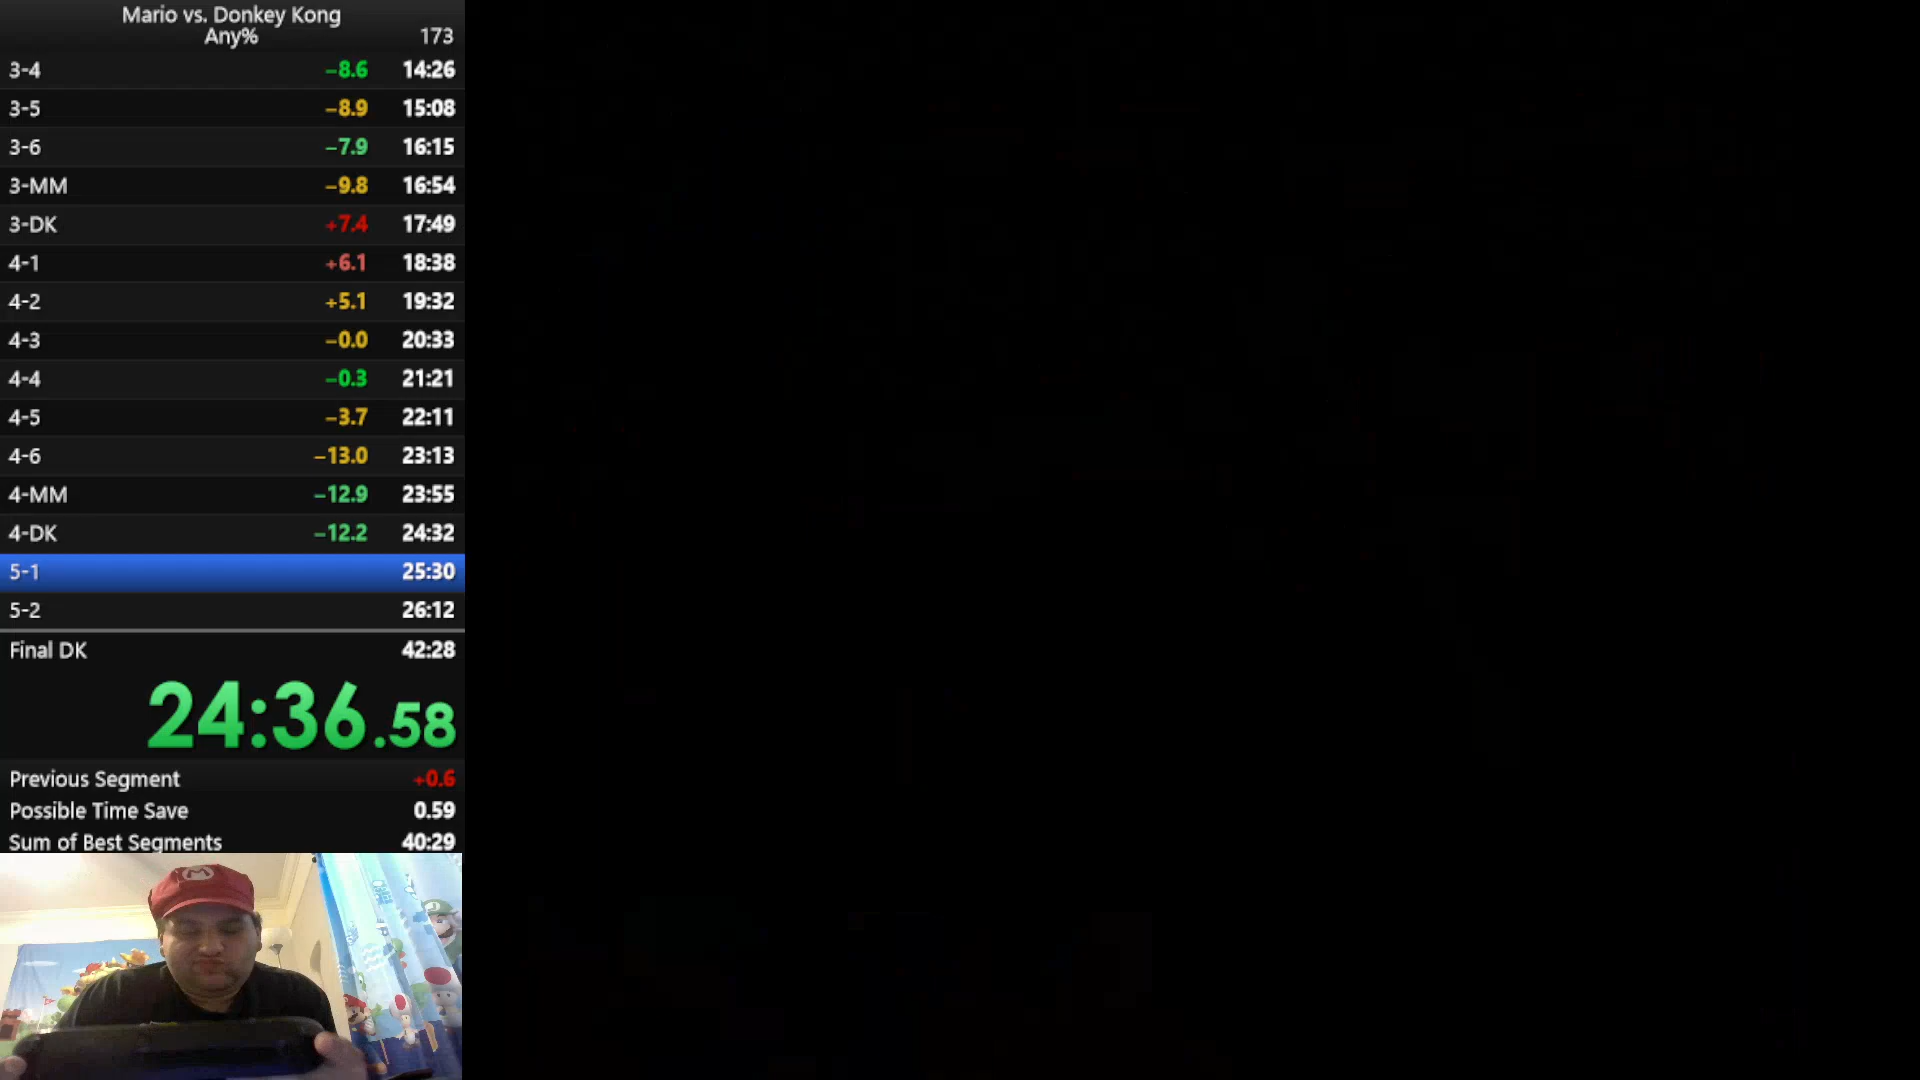 Mario vs. Donkey Kong
Any% 173
3-4 −8.6 14:26
3-5 −8.9 15:08
3-6 −7.9 16:15
3-MM −9.8 16:54
3-DK +7.4 17:49
4-1 +6.1 18:38
4-2 +5.1 19:32
4-3 −0.0 20:33
4-4 −0.3 21:21
4-5 −3.7 22:11
4-6 −13.0 23:13
4-MM −12.9 23:55
4-DK −12.2 24:32
5-1 25:30
5-2 26:12
Final DK 42:28
24:36.58
Previous Segment +0.6
Possible Time Save 0.59
Sum of Best Segments 40:29
M